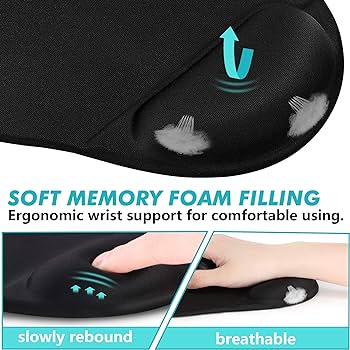 SOFT MEMORY FOAM FILLING
Ergonomic wrist support for comfortable using.
slowly rebound
breathable